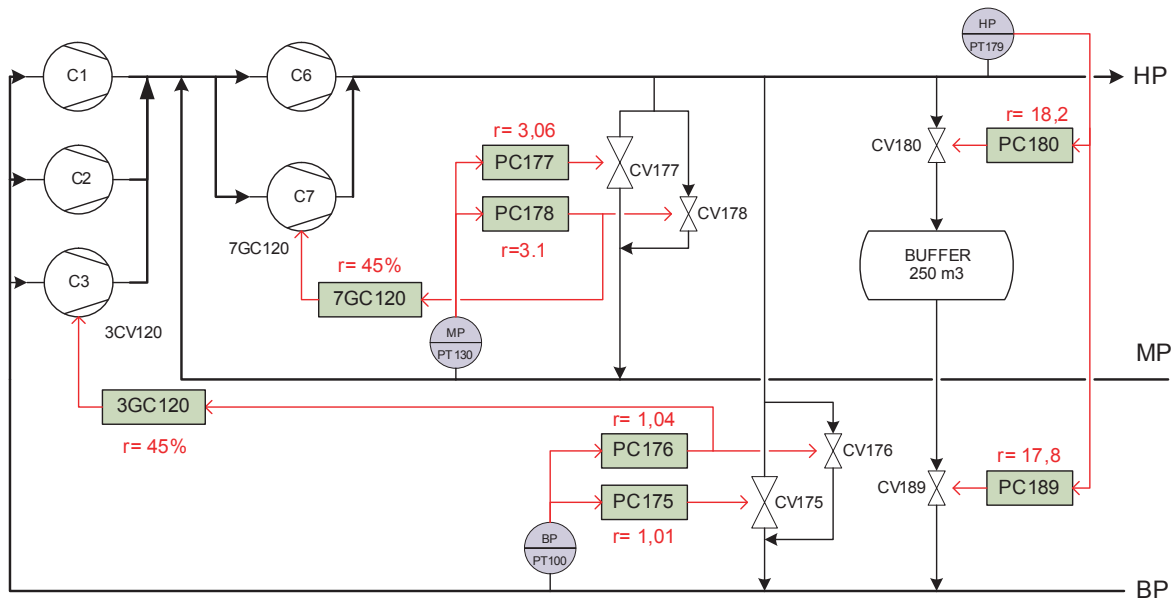 HP
PT179
C1
C6
HP
r= 3,06
r= 18,2
PC177
CV177
CV180
PC180
C2
C7
PC178
CV178
r=3.1
7GC120
BUFFER
250 m3
r= 45%
C3
7GC120
3CV120
MP
PT130
MP
3GC120
r= 1,04
r= 45%
PC176
CV176
r= 17,8
CV189
PC189
PC175
CV175
r= 1,01
BP
PT100
BP